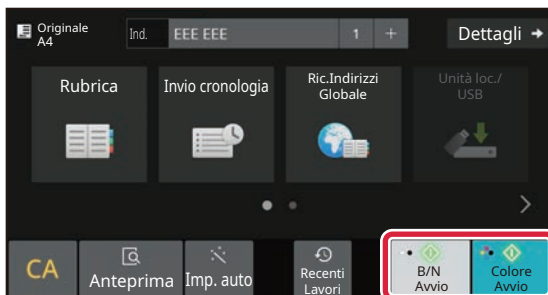 Originale
A4
Ind.
EEE EEE
1
+
Dettagli
Rubrica
Invio cronologia
Ric.Indirizzi
Globale
Unità loc./
USB
CA
Anteprima
Imp. auto
Recenti
Lavori
B/N
Avvio
Colore
Avvio